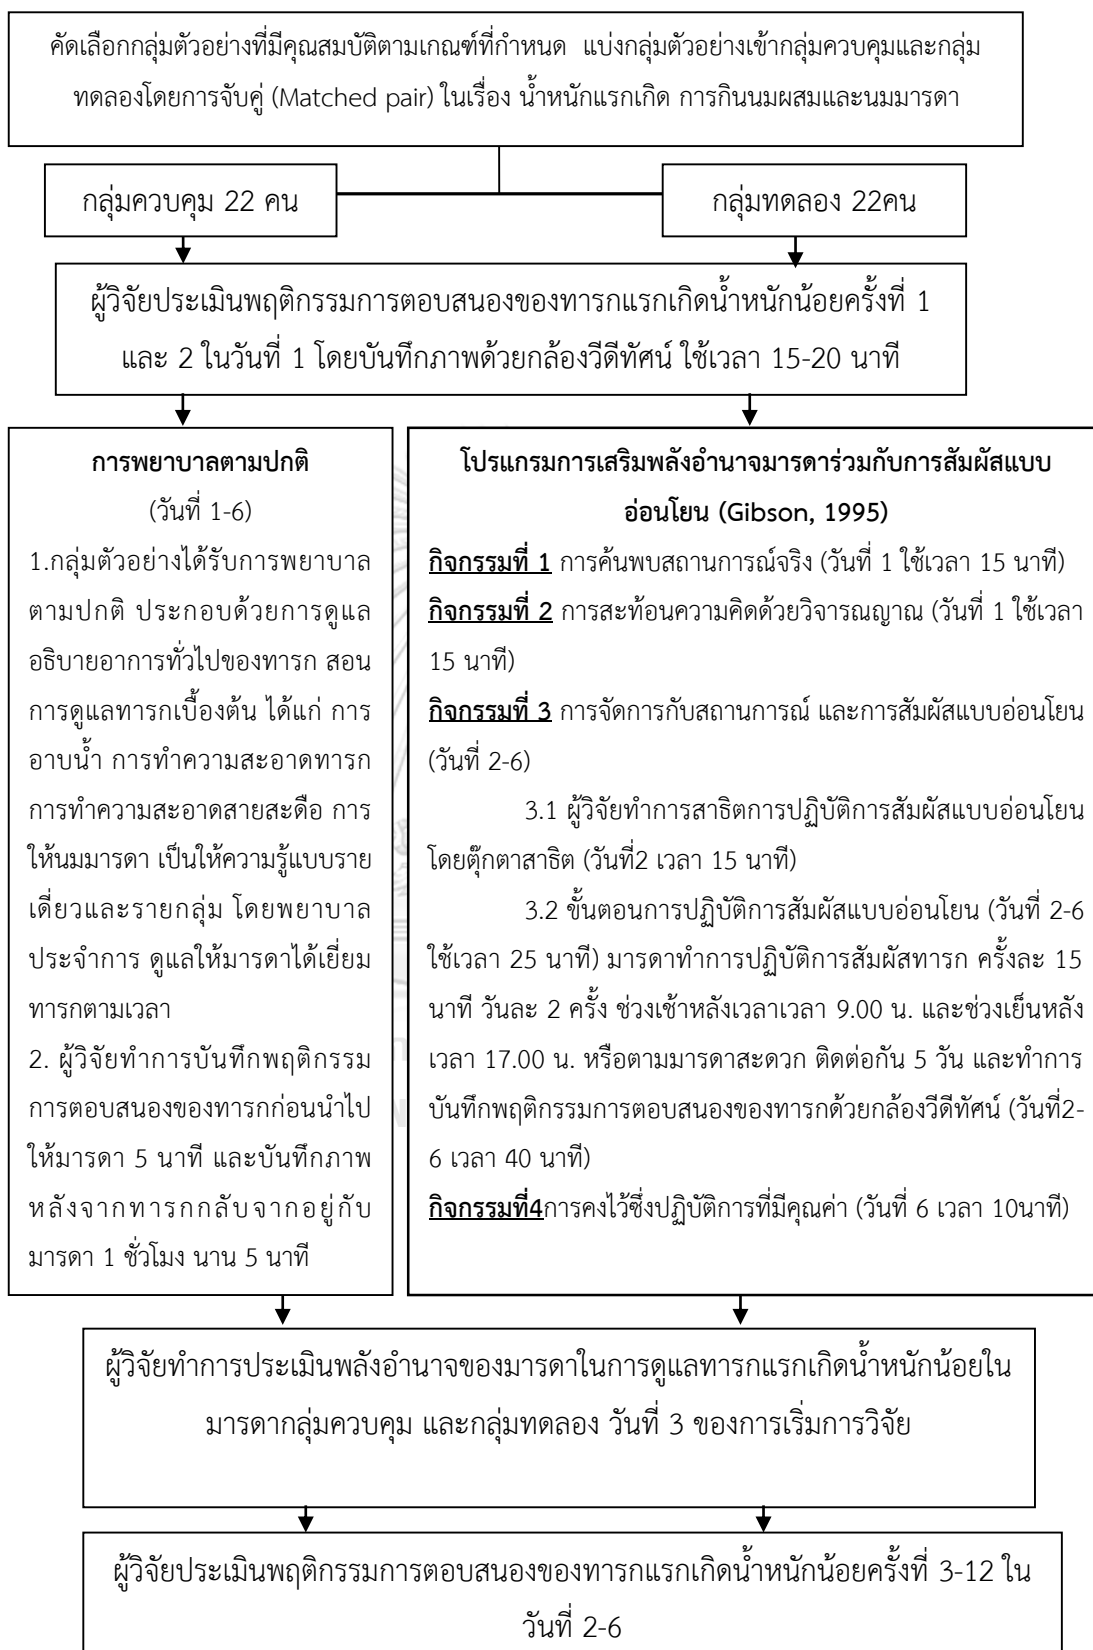 คัดเลือกกลุ่มตัวอย่างที่มีคุณสมบัติตามเกณฑ์ที่กำหนด แบ่งกลุ่มตัวอย่างเข้ากลุ่มควบคุมและกลุ่ม
ทดลองโดยการจับคู่ (Matched pair) ในเรื่อง น้ำหนักแรกเกิด การกินนมผสมและนมมารดา
กลุ่มควบคุม 22 คน
กลุ่มทดลอง 22คน
ผู้วิจัยประเมินพฤติกรรมการตอบสนองของทารกแรกเกิดน้ำหนักน้อยครั้งที่ 1
และ 2 ในวันที่ 1 โดยบันทึกภาพด้วยกล้องวีดีทัศน์ ใช้เวลา 15-20 นาที
การพยาบาลตามปกติ
(วันที่ 1-6)
1.กลุ่มตัวอย่างได้รับการพยาบาล
ตามปกติ ประกอบด้วยการดูแล
อธิบายอาการทั่วไปของทารก สอน
การดูแลทารกเบื้องต้น ได้แก่ การ
อาบน้ำ การทำความสะอาดทารก
การทำความสะอาดสายสะดือ การ
ให้นมมารดา เป็นให้ความรู้แบบราย
เดี่ยวและรายกลุ่ม โดยพยาบาล
ประจำการ ดูแลให้มารดาได้เยี่ยม
ทารกตามเวลา
2. ผู้วิจัยทำการบันทึกพฤติกรรม
การตอบสนองของทารกก่อนนำไป
ให้มารดา 5 นาที และบันทึกภาพ
หลังจากทารกกลับจากอยู่กับ
มารดา 1 ชั่วโมง นาน 5 นาที
โปรแกรมการเสริมพลังอำนาจมารดาร่วมกับการสัมผัสแบบ
อ่อนโยน (Gibson, 1995)
กิจกรรมที่ 1 การค้นพบสถานการณ์จริง (วันที่ 1 ใช้เวลา 15 นาที)
กิจกรรมที่ 2 การสะท้อนความคิดด้วยวิจารณญาณ (วันที่ 1 ใช้เวลา
15 นาที)
กิจกรรมที่ 3 การจัดการกับสถานการณ์ และการสัมผัสแบบอ่อนโยน
(วันที่ 2-6)
3.1 ผู้วิจัยทำการสาธิตการปฏิบัติการสัมผัสแบบอ่อนโยน
โดยตุ๊กตาสาธิต (วันที่2 เวลา 15 นาที)
3.2 ขั้นตอนการปฏิบัติการสัมผัสแบบอ่อนโยน (วันที่ 2-6
ใช้เวลา 25 นาที) มารดาทำการปฏิบัติการสัมผัสทารก ครั้งละ 15
นาที วันละ 2 ครั้ง ช่วงเช้าหลังเวลาเวลา 9.00 น. และช่วงเย็นหลัง
เวลา 17.00 น. หรือตามมารดาสะดวก ติดต่อกัน 5 วัน และทำการ
บันทึกพฤติกรรมการตอบสนองของทารกด้วยกล้องวีดีทัศน์ (วันที่2-
6 เวลา 40 นาที)
กิจกรรมที่4การคงไว้ซึ่งปฏิบัติการที่มีคุณค่า (วันที่ 6 เวลา 10นาที)
ผู้วิจัยทำการประเมินพลังอำนาจของมารดาในการดูแลทารกแรกเกิดน้ำหนักน้อยใน
มารดากลุ่มควบคุม และกลุ่มทดลอง วันที่ 3 ของการเริ่มการวิจัย
ผู้วิจัยประเมินพฤติกรรมการตอบสนองของทารกแรกเกิดน้ำหนักน้อยครั้งที่ 3-12 ใน
วันที่ 2-6